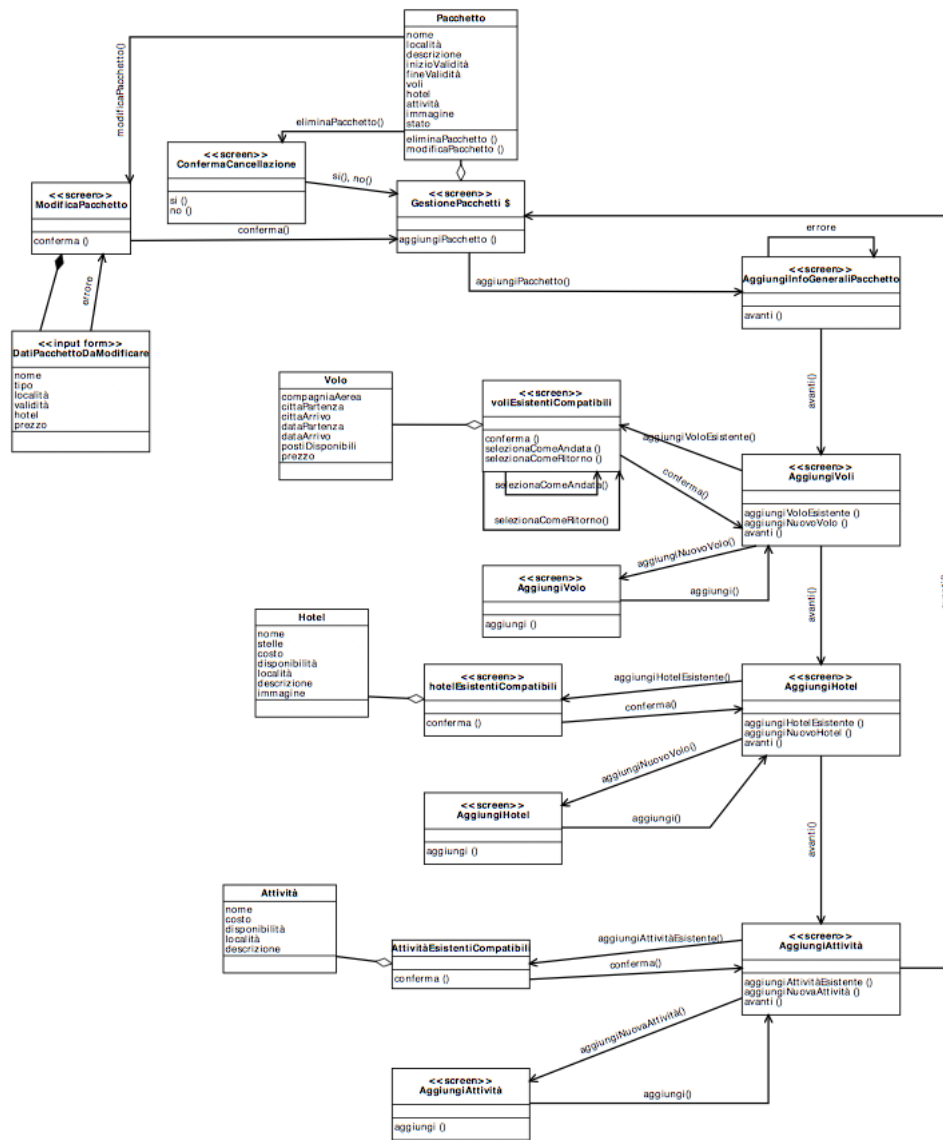 Pacchetto
nome
località
descrizione
inizioValidità
fineValidità
voli
hotel
attività
immagine
stato
eliminaPacchetto ()
modificaPacchetto ()
modificaPacchetto()
eliminaPacchetto()
<<screen>>
ConfermaCancellazione
si ()
no ()
si(), no()
<<screen>>
ModificaPacchetto
conferma ()
conferma()
<<screen>>
GestionePacchetti $
aggiungiPacchetto ()
errore
<<screen>>
AggiungiInfoGeneraliPacchetto
avanti ()
aggiungiPacchetto()
errore
<<input form>>
DatiPacchettoDaModificare
nome
tipo
località
validità
hotel
prezzo
avanti()
Volo
compagniaAerea
cittaPartenza
cittaArrivo
dataPartenza
dataArrivo
postiDisponibili
prezzo
<<screen>>
voliEsistentiCompatibili
conferma ()
selezionaComeAndata ()
selezionaComeRitorno ()
selezionaComeAndata()
selezionaComeRitorno()
aggiungiVoloEsistente()
conferma()
<<screen>>
AggiungiVoli
aggiungiVoloEsistente ()
aggiungiNuovoVolo ()
avanti ()
aggiungiNuovoVolo()
<<screen>>
AggiungiVolo
aggiungi ()
aggiungi()
avanti()
Hotel
nome
stelle
costo
disponibilità
località
descrizione
immagine
<<screen>>
hotelEsistentiCompatibili
conferma ()
aggiungiHotelEsistente()
conferma()
<<screen>>
AggiungiHotel
aggiungiHotelEsistente ()
aggiungiNuovoHotel ()
avanti ()
aggiungiNuovoVolo()
<<screen>>
AggiungiHotel
aggiungi ()
aggiungi()
avanti()
Attività
nome
costo
disponibilità
località
descrizione
AttivitàEsistentiCompatibili
conferma ()
aggiungiAttivitàEsistente()
conferma()
<<screen>>
AggiungiAttività
aggiungiAttivitàEsistente ()
aggiungiNuovaAttività ()
avanti ()
aggiungiNuovaAttività()
<<screen>>
AggiungiAttività
aggiungi ()
aggiungi()